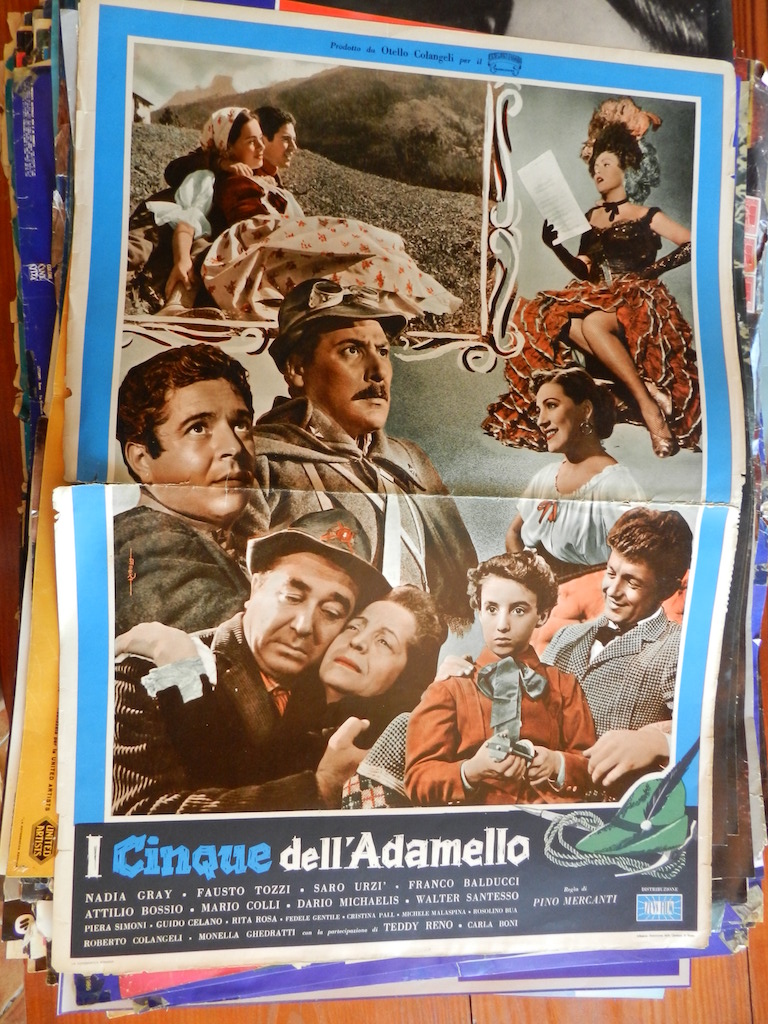 Prodotto da Otello Colangeli per il
I Cinque dell'Adamello
NADIA GRAY · FAUSTO TOZZI · SARO URZI' · FRANCO BALDUCCI
ATTILIO BOSSIO · MARIO COLLI · DARIO MICHAELIS · WALTER SANTESSO
PIERA SIMONI · GUIDO CELANO · RITA ROSA · FEDELE GENTILE · CRISTINA PALL · MICHELE MALASPINA · ROSOLINO BUA
ROBERTO COLANGELI · MONELLA GHEDRATTI con la partecipazione di TEDDY RENO · CARLA BONI
Regia di
PINO MERCANTI
DISTRIBUZIONE
UNITED
ARTISTS
UNITED ARTISTS